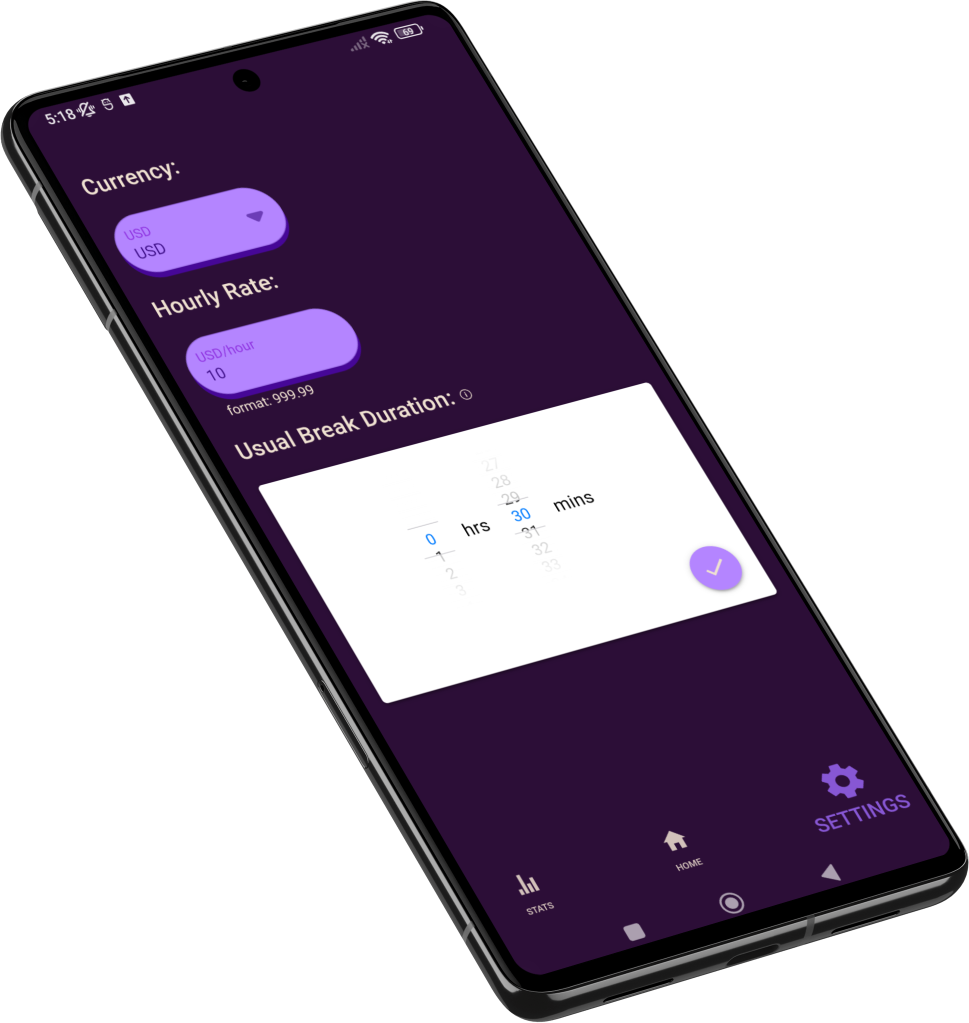 5:18
69
Currency:
USD
USD
Hourly Rate:
USD/hour
10
format: 999.99
Usual Break Duration:
27
28
29
0 hrs 30 mins
1 31
2 32
3 33
SETTINGS
HOME
STATS